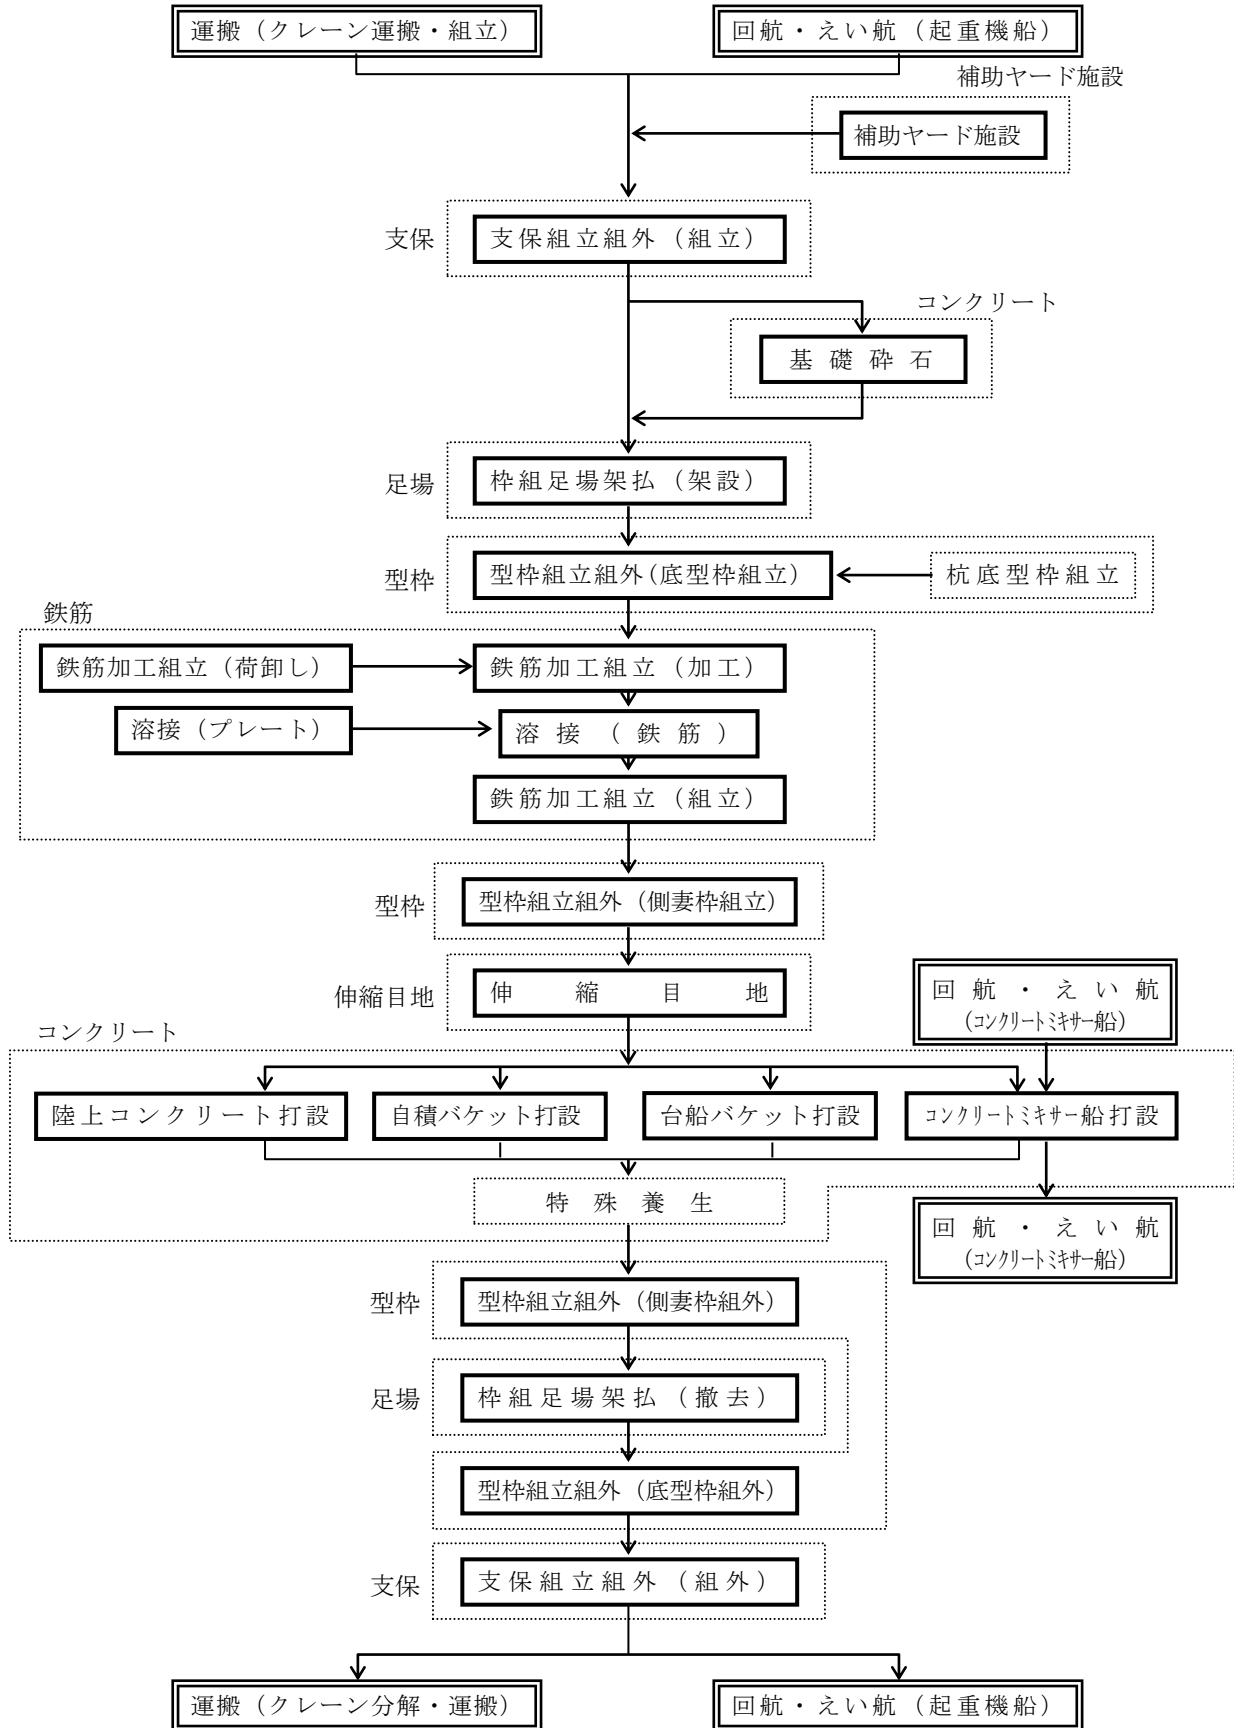 運搬（クレーン運搬・組立）
回航・えい航（起重機船）
補助ヤード施設
補助ヤード施設
支保
支保組立組外（組立）
コンクリート
基礎砕石
足場
枠組足場架払（架設）
型枠
型枠組立組外（底型枠組立）
杭底型枠組立
鉄筋
鉄筋加工組立（荷卸し）
鉄筋加工組立（加工）
溶接（プレート）
溶接（鉄筋）
鉄筋加工組立（組立）
型枠
型枠組立組外（側妻枠組立）
伸縮目地
伸縮目地
回航・えい航
（コンクリートミキサー船）
コンクリート
陸上コンクリート打設
自積バケット打設
台船バケット打設
コンクリートミキサー船打設
特殊養生
回航・えい航
（コンクリートミキサー船）
型枠
型枠組立組外（側妻枠組外）
足場
枠組足場架払（撤去）
型枠組立組外（底型枠組外）
支保
支保組立組外（組外）
運搬（クレーン分解・運搬）
回航・えい航（起重機船）